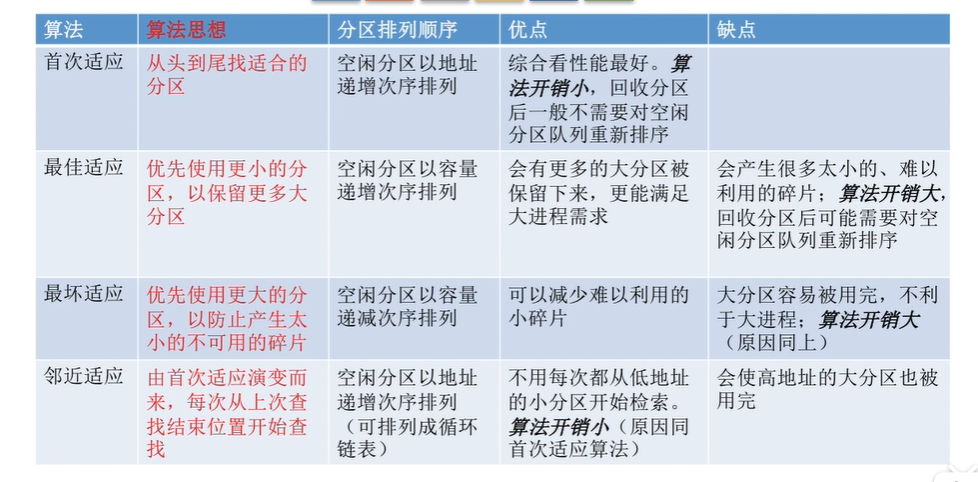 算法
算法思想
分区排列顺序
优点
缺点
首次适应
从头到尾找适合的
分区
空闲分区以地址
递增次序排列
综合看性能最好。算
法开销小，回收分区
后一般不需要对空闲
分区队列重新排序
最佳适应
优先使用更小的分
区，以保留更多大
分区
空闲分区以容量
递增次序排列
会有更多的大分区被
保留下来，更能满足
大进程需求
会产生很多太小的、难以
利用的碎片；算法开销大，
回收分区后可能需要对空
闲分区队列重新排序
最坏适应
优先使用更大的分
区，以防止产生太
小的不可用的碎片
空闲分区以容量
递减次序排列
可以减少难以利用的
小碎片
大分区容易被用完，不利
于大进程；算法开销大
（原因同上）
邻近适应
由首次适应演变而
来，每次从上次查
找结束位置开始查
找
空闲分区以地址
递增次序排列
（可排列成循环
链表）
不用每次都从低地址
的小分区开始检索。
算法开销小（原因同
首次适应算法）
会使高地址的大分区也被
用完